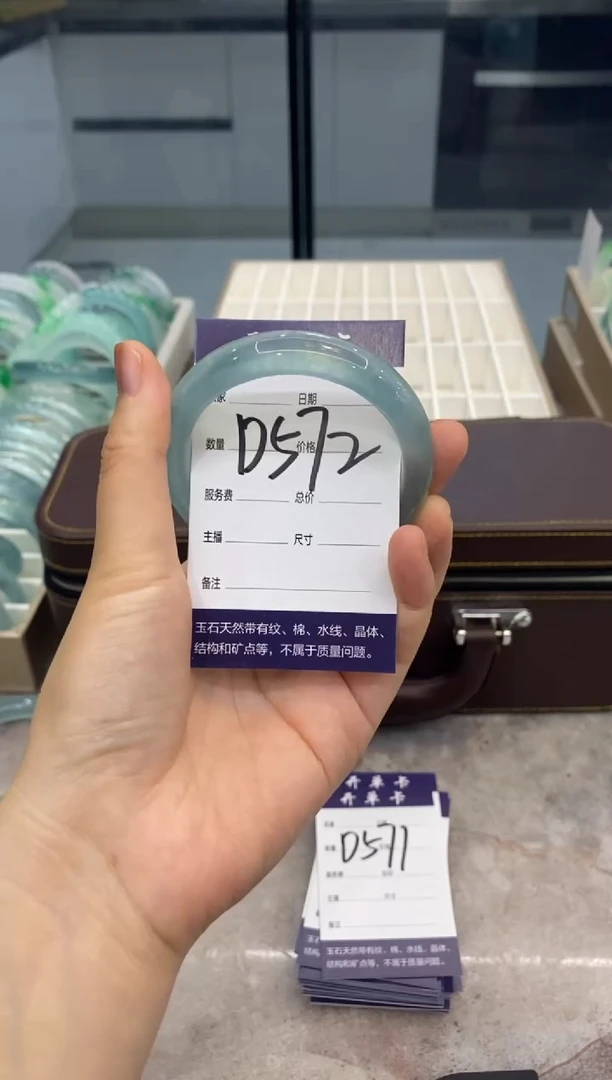 日期
数量 价格
D572
服务费 总价
主播 尺寸
备注
玉石天然带有纹、棉、水线、晶体、
结构和矿点等，不属于质量问题。
开单卡
开单卡
D571
备注
玉石天然带有纹、棉、水线、晶体、
结构和矿点等，不属于质量问题。